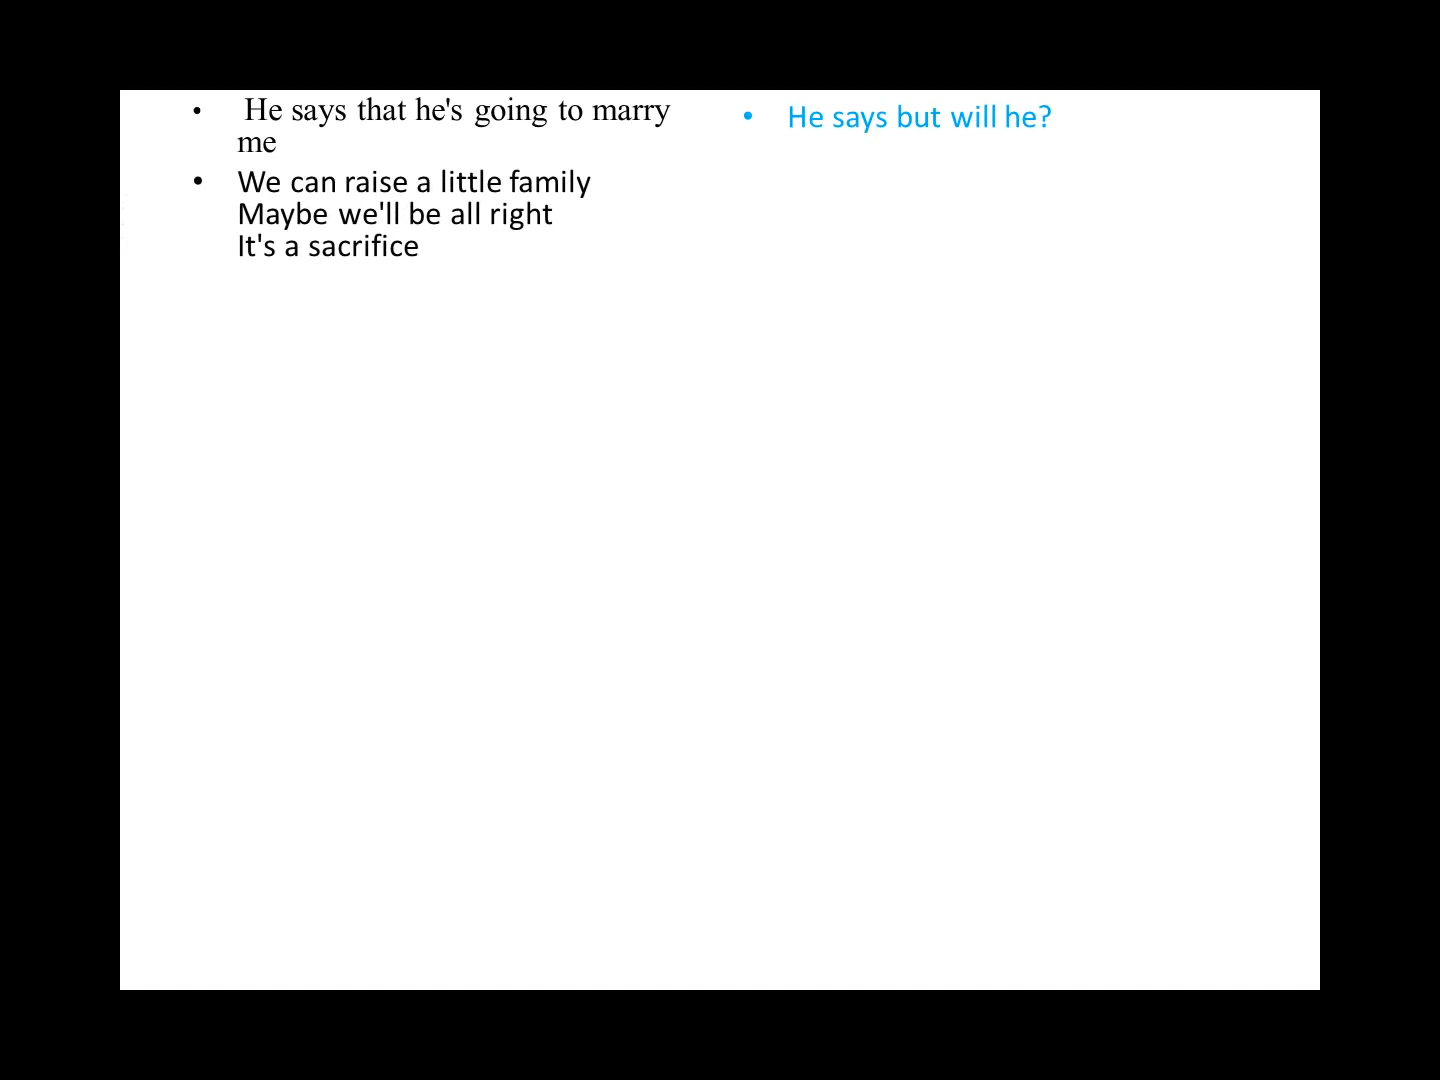 • He says that he's going to marry
me
• We can raise a little family
Maybe we'll be all right
It's a sacrifice
• He says but will he?